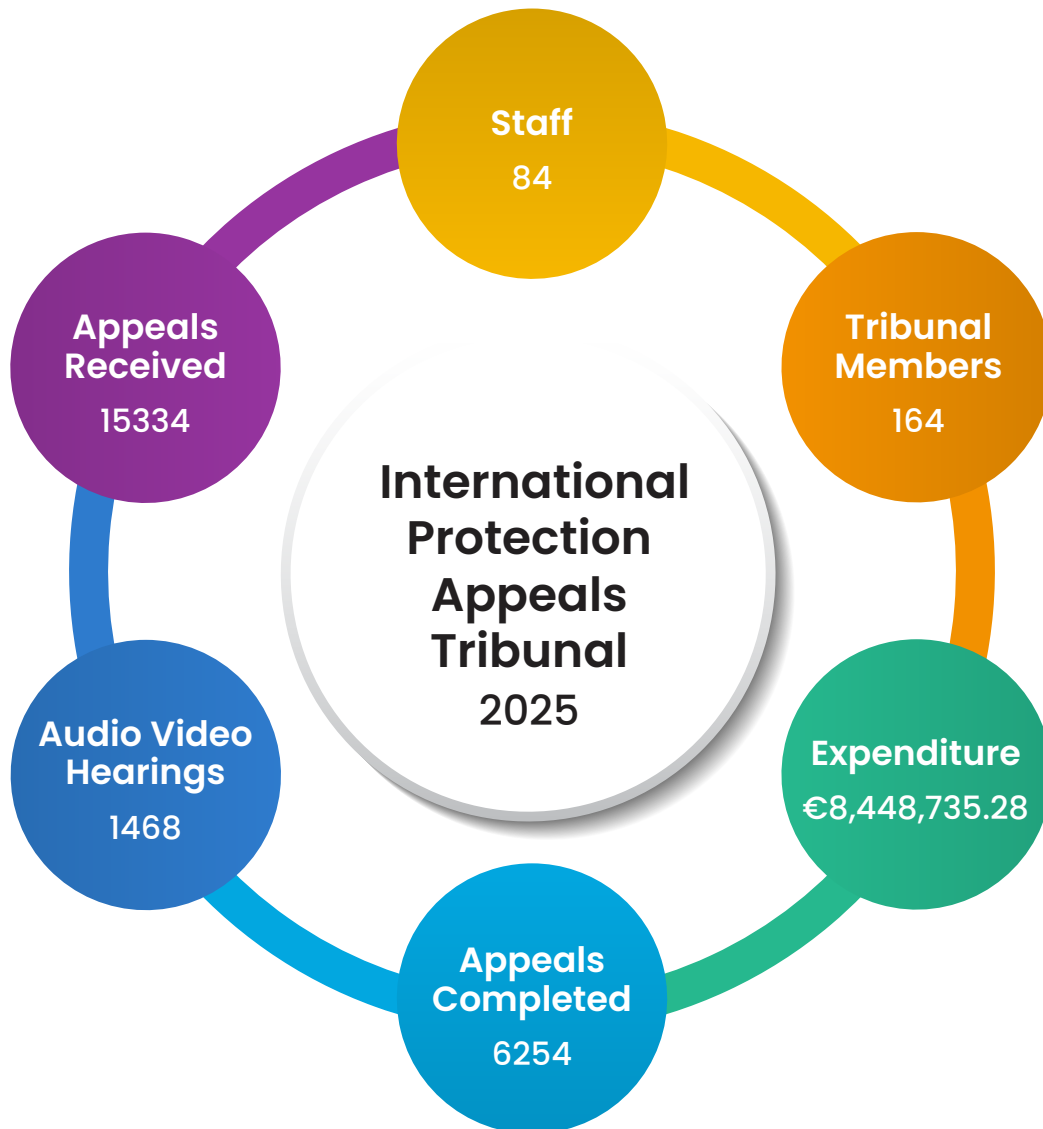 Staff
84
Tribunal
Members
164
Expenditure
€8,448,735.28
Appeals
Completed
6254
Audio Video
Hearings
1468
Appeals
Received
15334
International
Protection
Appeals
Tribunal
2025